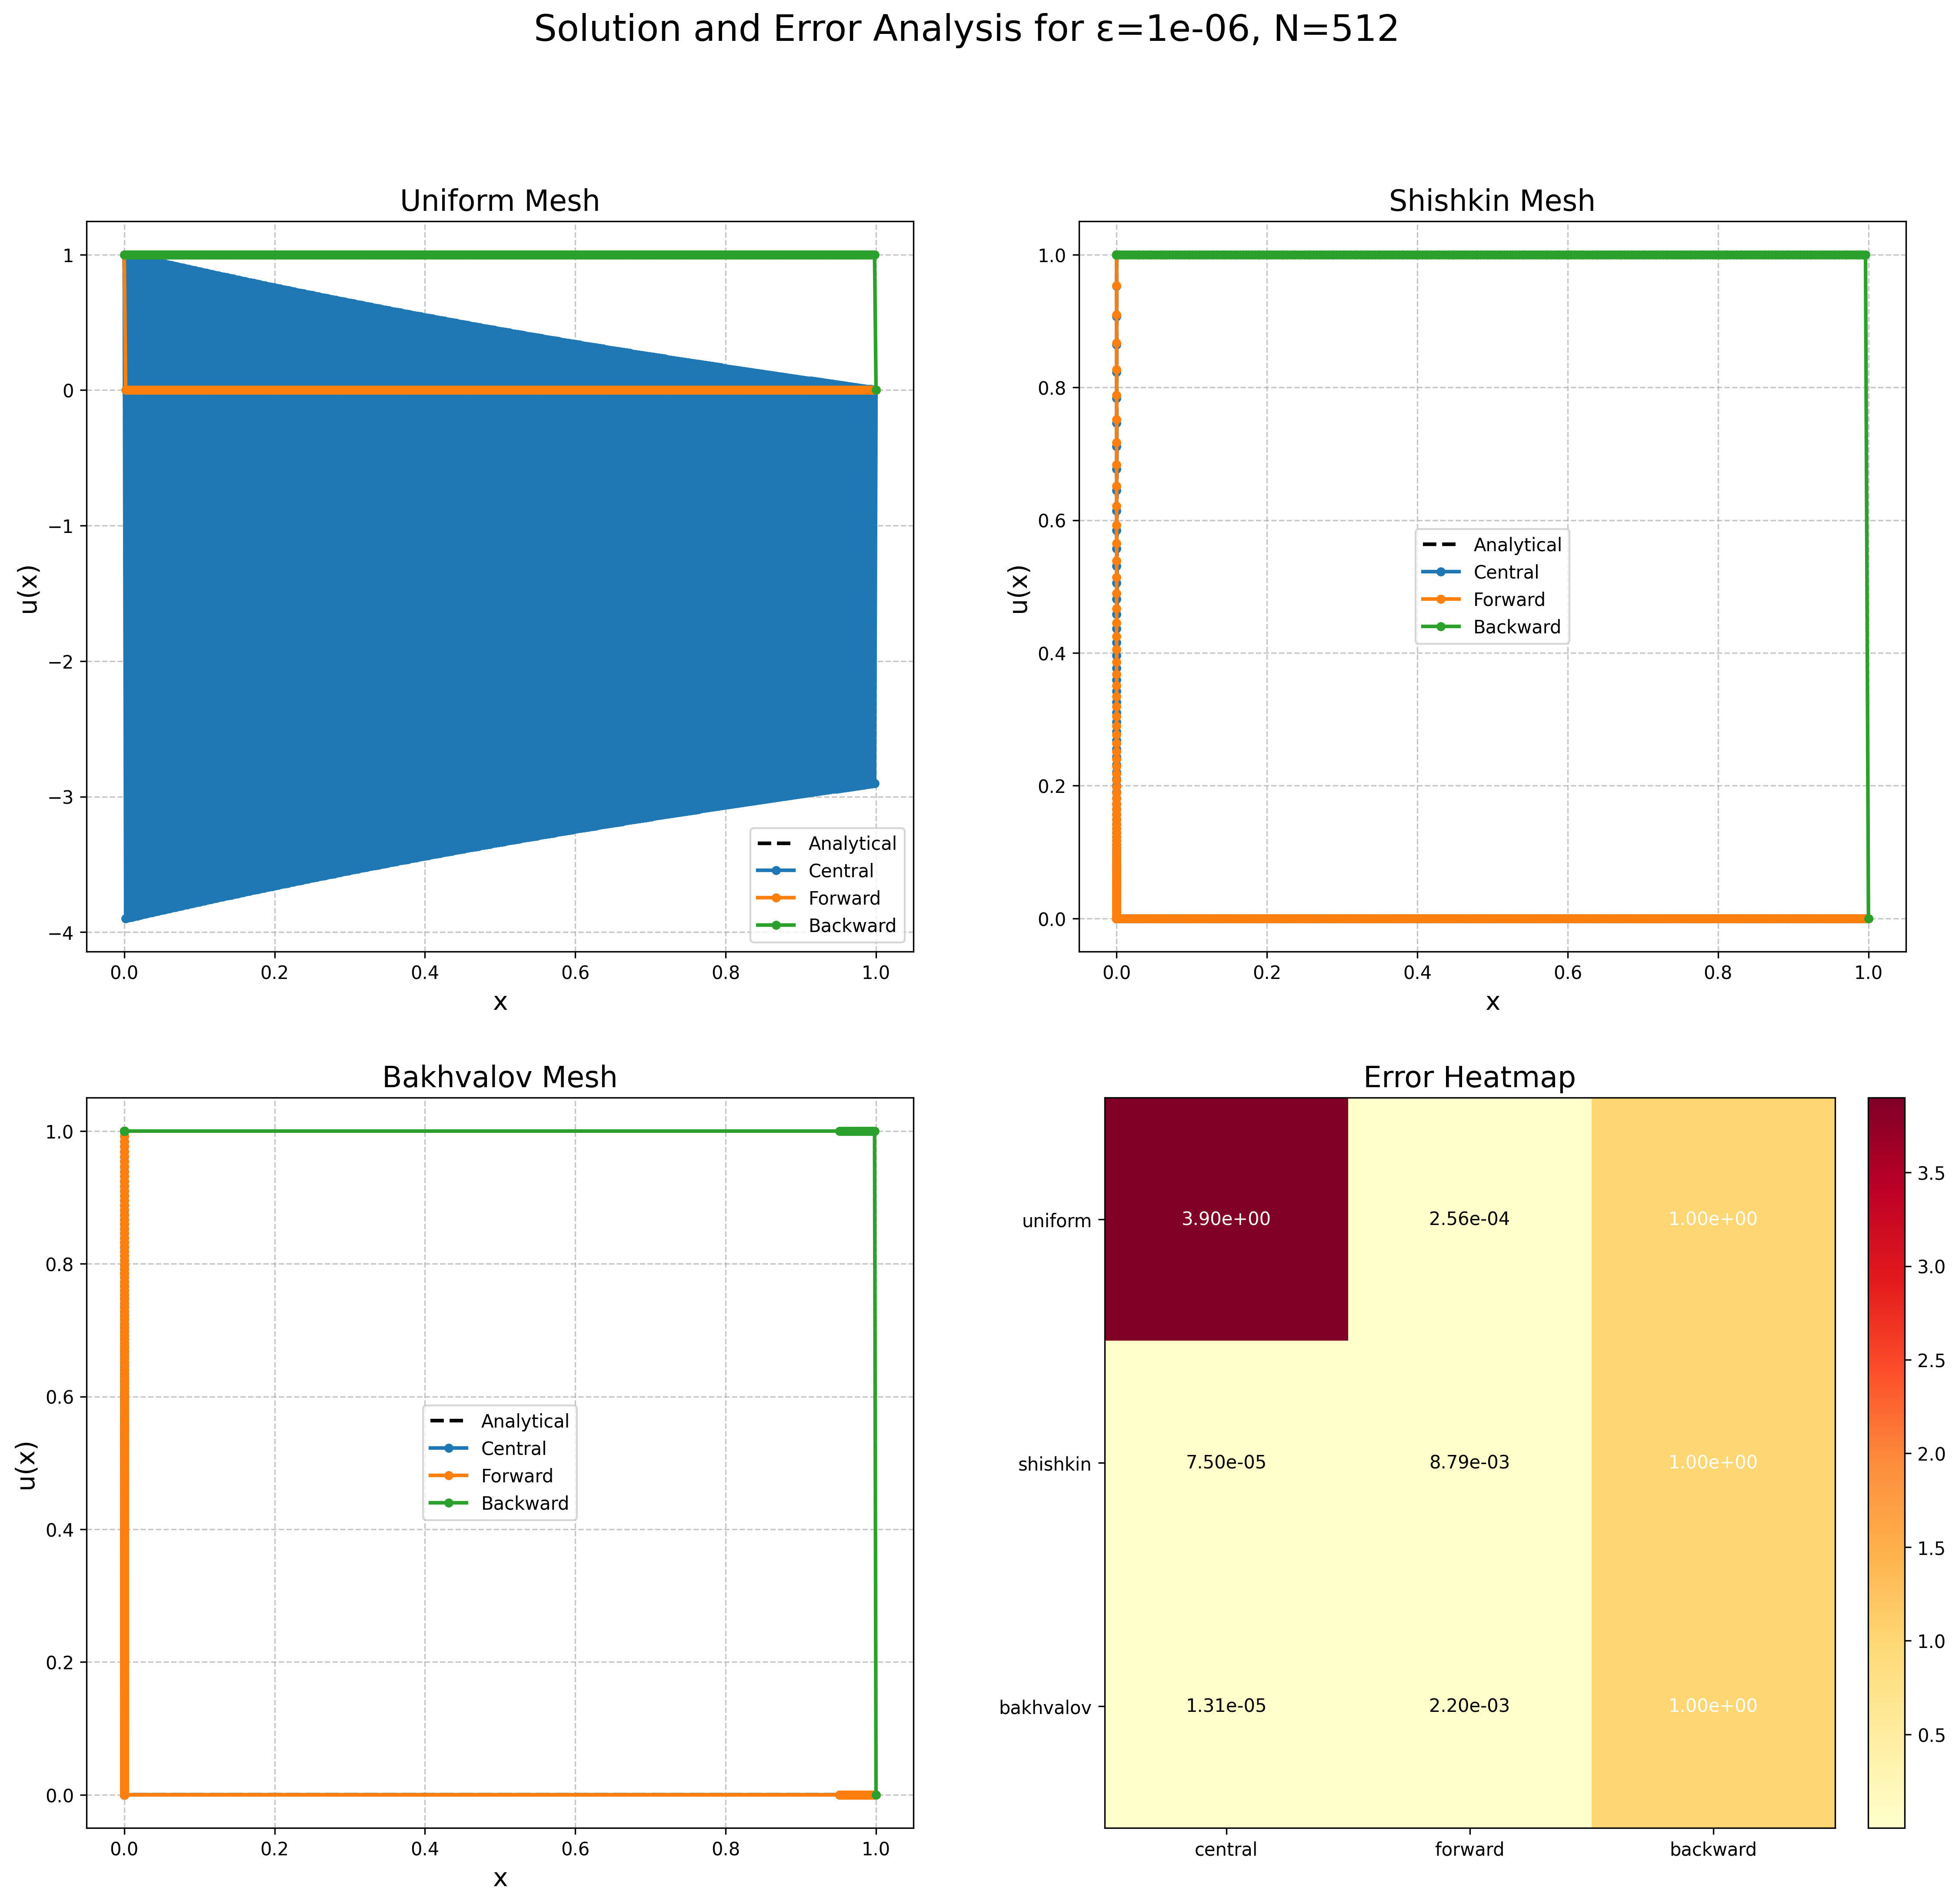 Solution and Error Analysis for ε=1e-06, N=512
Uniform Mesh
u(x)
1
0
−1
−2
−3
−4
0.0 0.2 0.4 0.6 0.8 1.0
x
Analytical
Central
Forward
Backward
Shishkin Mesh
u(x)
1.0
0.8
0.6
0.4
0.2
0.0
0.0 0.2 0.4 0.6 0.8 1.0
x
Analytical
Central
Forward
Backward
Bakhvalov Mesh
u(x)
1.0
0.8
0.6
0.4
0.2
0.0
0.0 0.2 0.4 0.6 0.8 1.0
x
Analytical
Central
Forward
Backward
Error Heatmap
uniform 3.90e+00 2.56e-04 1.00e+00
shishkin 7.50e-05 8.79e-03 1.00e+00
bakhvalov 1.31e-05 2.20e-03 1.00e+00
central forward backward
3.5
3.0
2.5
2.0
1.5
1.0
0.5